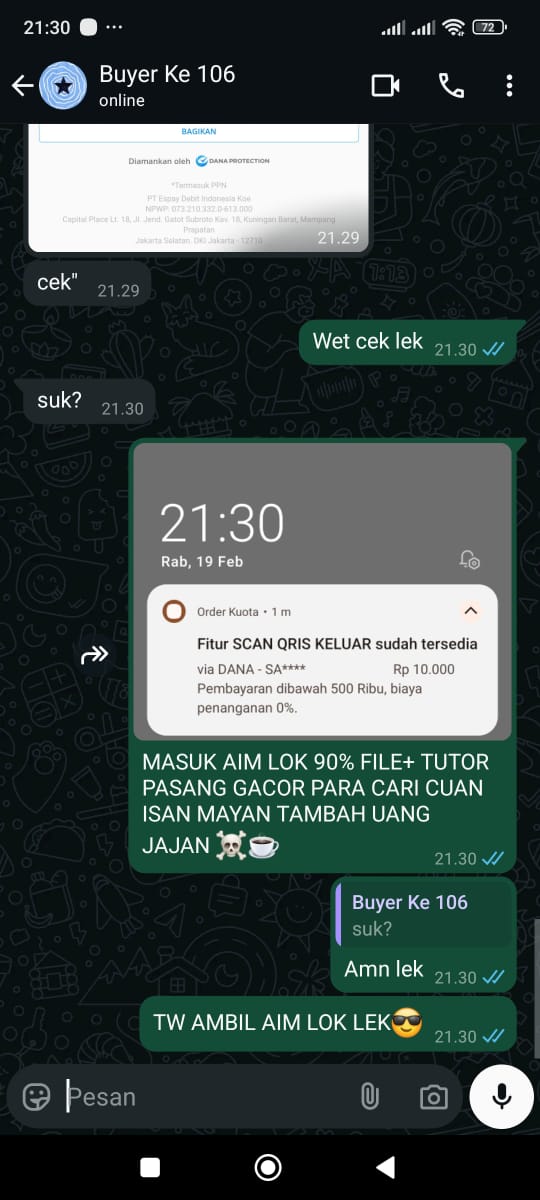 21:30 ...
72
Buyer Ke 106
online
BAGIKAN
Diamankan oleh DANA PROTECTION
*Termasuk PPN
PT Espay Debit Indonesia Koe
NPWP: 073.210.332.0-613.000
Capital Place Lt. 18, Jl. Jend. Gatot Subroto Kav. 18, Kuningan Barat, Mampang
Prapatan
Jakarta Selatan, DKI Jakarta - 12710
21.29
cek"
21.29
Wet cek lek
21.30
suk?
21.30
21:30
Rab, 19 Feb
Order Kuota • 1 m
Fitur SCAN QRIS KELUAR sudah tersedia
via DANA - SA**** Rp 10.000
Pembayaran dibawah 500 Ribu, biaya
penanganan 0%.
MASUK AIM LOK 90% FILE+ TUTOR
PASANG GACOR PARA CARI CUAN
ISAN MAYAN TAMBAH UANG
JAJAN ☠️☕
21.30
Buyer Ke 106
suk?
Amn lek
21.30
TW AMBIL AIM LOK LEK😎
21.30
Pesan